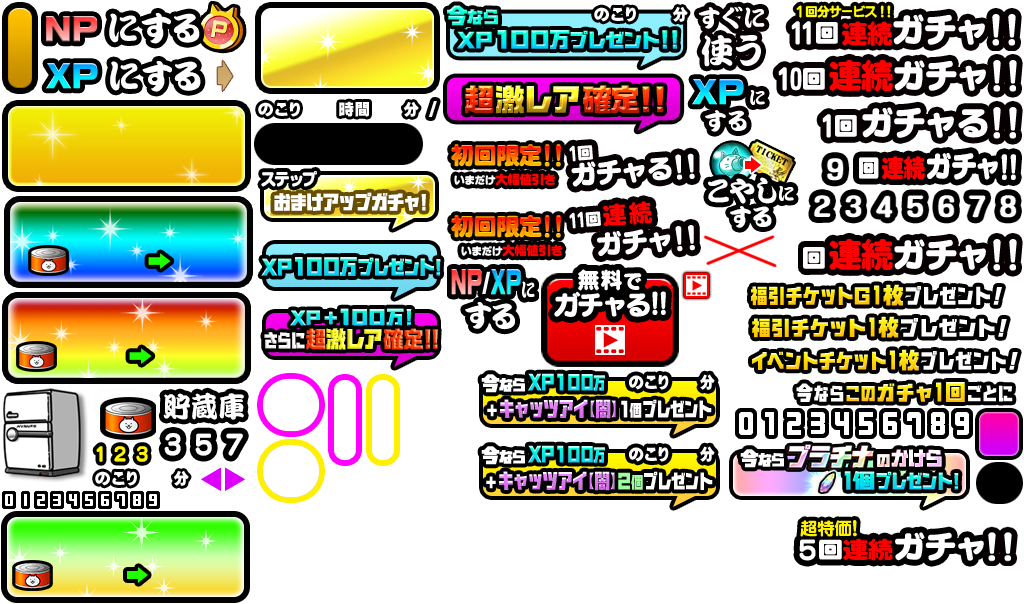 NPにする
P
XPにする
のこり 時間 分 /
ステップ
おまけアップガチャ!
XP100万プレゼント!
XP+100万!
さらに超激レア確定!!
貯蔵庫
1 2 3
3 5 7
のこり 分
0123456789
今なら のこり 分
XP100万プレゼント!!
超激レア確定!!
初回限定!!
いまだけ大幅値引き
1回
ガチャる!!
初回限定!!
いまだけ大幅値引き
11回 連続
ガチャ!!
NP/XPに
する
無料で
ガチャる!!
今ならXP100万 のこり 分
+キャッツアイ【闇】1個プレゼント
今ならXP100万 のこり 分
+キャッツアイ【闇】2個プレゼント
すぐに
使う
XPに
する
TICKET
こやしに
する
1回分サービス!!
11回連続ガチャ!!
10回連続ガチャ!!
1回ガチャる!!
9回連続ガチャ!!
2 3 4 5 6 7 8
回連続ガチャ!!
福引チケットG1枚プレゼント!
福引チケット1枚プレゼント!
イベントチケット1枚プレゼント!
今ならこのガチャ1回ごとに
0123456789
今ならプラチナのかけら
1個プレゼント!
超特価!
5回連続ガチャ!!